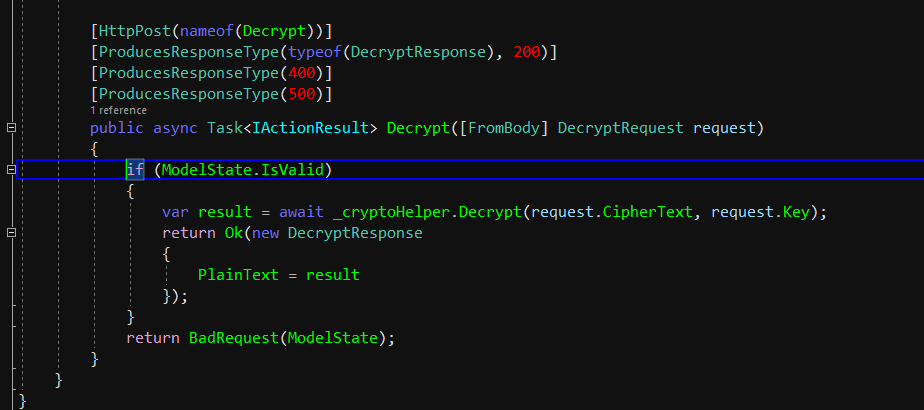 [HttpPost(nameof(Decrypt))]
[ProducesResponseType(typeof(DecryptResponse), 200)]
[ProducesResponseType(400)]
[ProducesResponseType(500)]
1 reference
public async Task<IActionResult> Decrypt([FromBody] DecryptRequest request)
{
if (ModelState.IsValid)
{
var result = await _cryptoHelper.Decrypt(request.CipherText, request.Key);
return Ok(new DecryptResponse
{
PlainText = result
});
}
return BadRequest(ModelState);
}
}
}